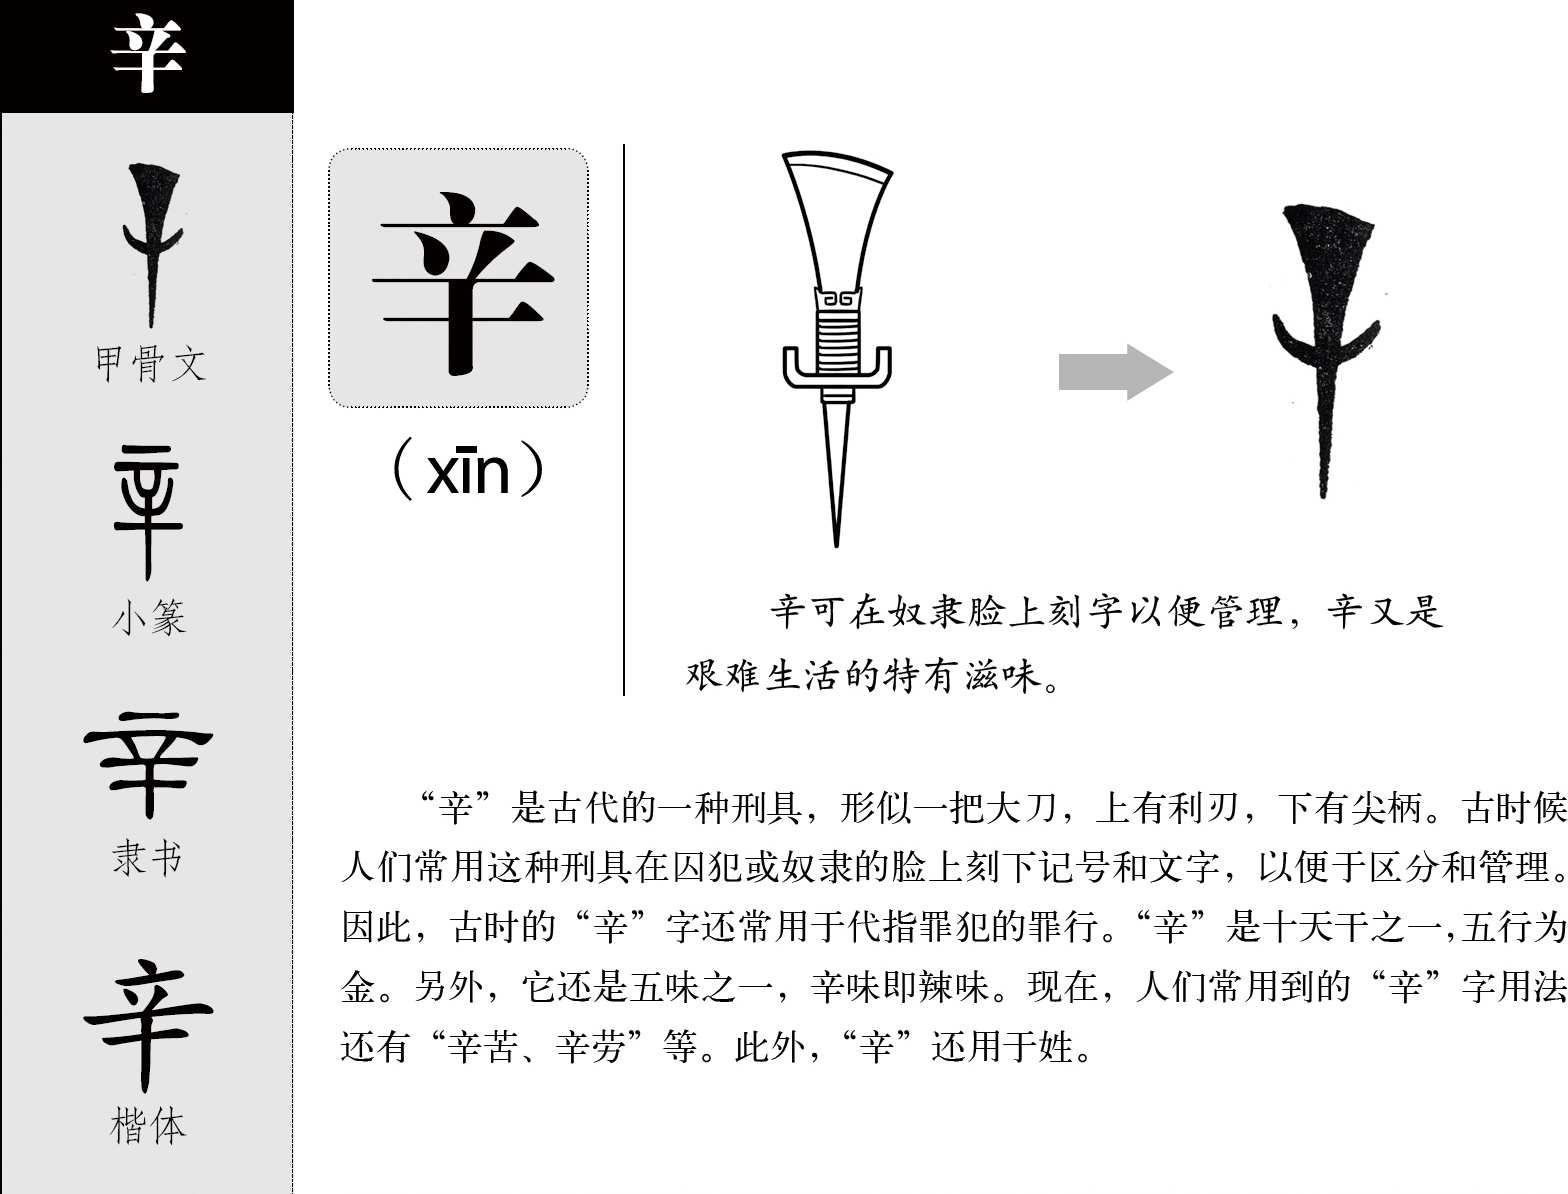 辛
甲骨文
小篆
隶书
楷体
辛
（xīn）
辛可在奴隶脸上刻字以便管理，辛又是
艰难生活的特有滋味。
“辛”是古代的一种刑具，形似一把大刀，上有利刃，下有尖柄。古时候
人们常用这种刑具在囚犯或奴隶的脸上刻下记号和文字，以便于区分和管理。
因此，古时的“辛”字还常用于代指罪犯的罪行。“辛”是十天干之一，五行为
金。另外，它还是五味之一，辛味即辣味。现在，人们常用到的“辛”字用法
还有“辛苦、辛劳”等。此外，“辛”还用于姓。